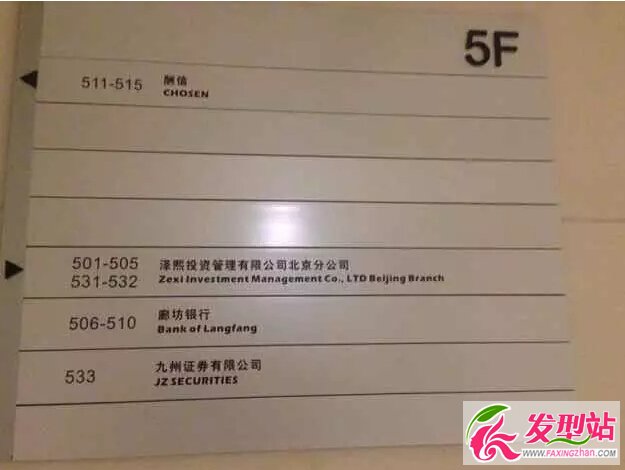 5F
511-515 酬信
CHOSEN
501-505 泽熙投资管理有限公司北京分公司
531-532 Zexi Investment Management Co., LTD Beijing Branch
506-510 廊坊银行
Bank of Langfang
533 九州证券有限公司
JZ SECURITIES
发型站
www.FAXINGZHAN.com